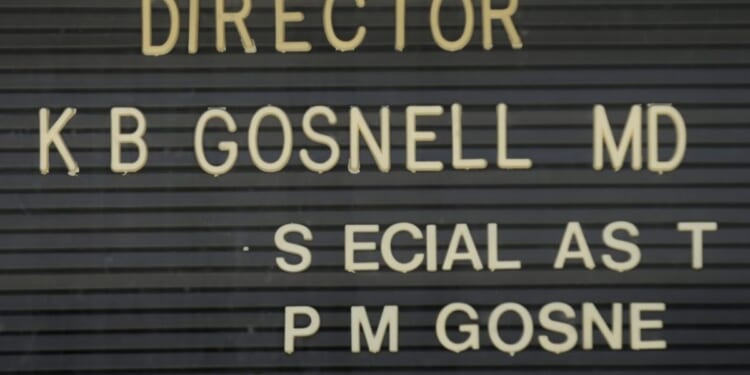 DIRECTOR
K B GOSNELL MD
S ECIAL AS T
P M GOSNE